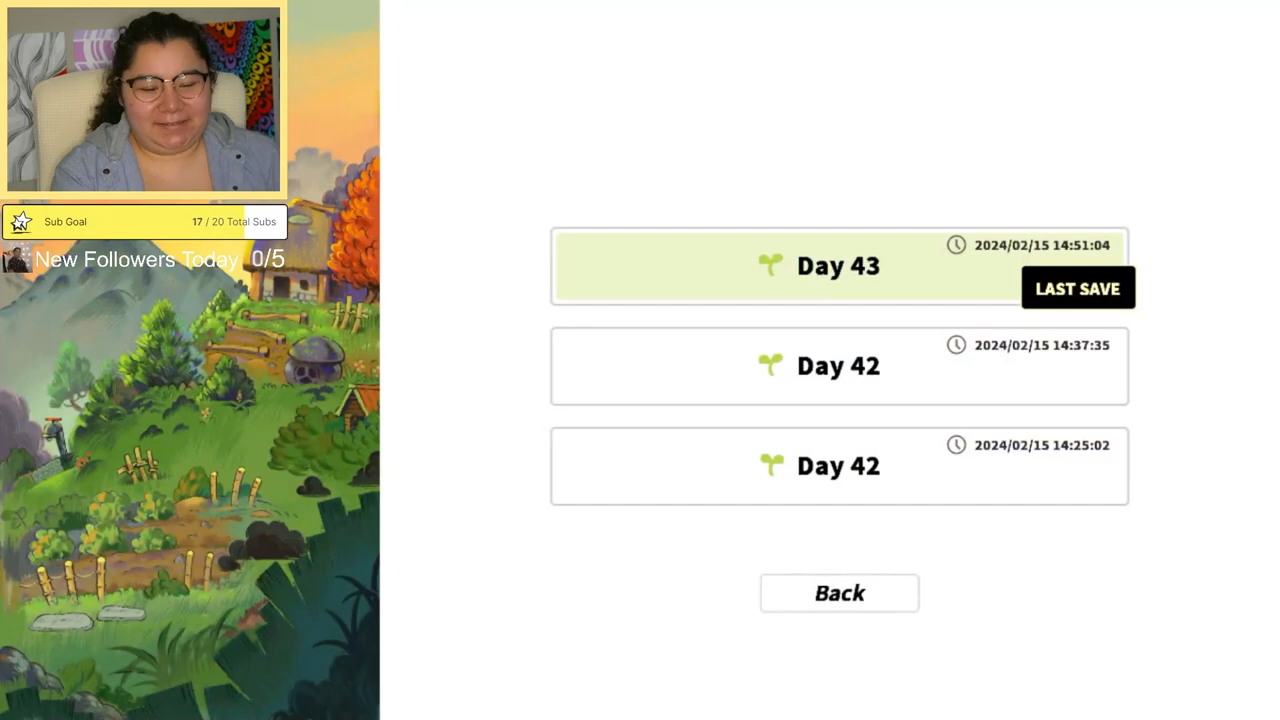 Sub Goal 17 / 20 Total Subs
New Followers Today 0/5
2024/02/15 14:51:04
Day 43
LAST SAVE
2024/02/15 14:37:35
Day 42
2024/02/15 14:25:02
Day 42
Back